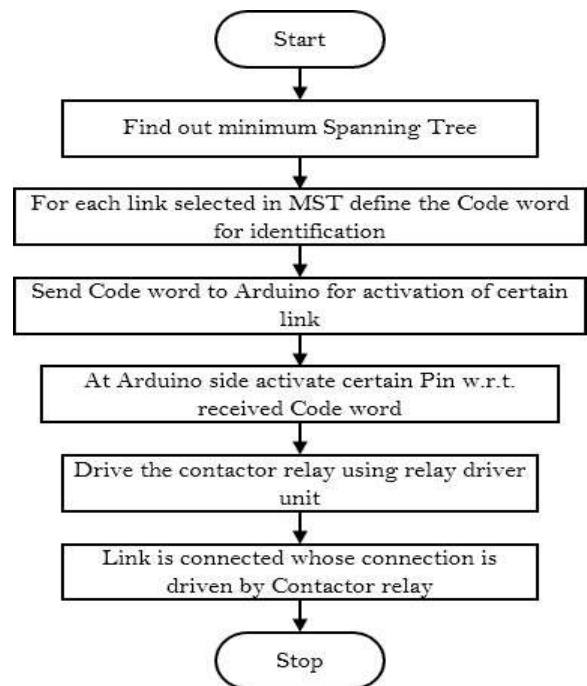 Start
Find out minimum Spanning Tree
For each link selected in MST define the Code word
for identification
Send Code word to Arduino for activation of certain
link
At Arduino side activate certain Pin w.r.t.
received Code word
Drive the contactor relay using relay driver
unit
Link is connected whose connection is
driven by Contactor relay
Stop